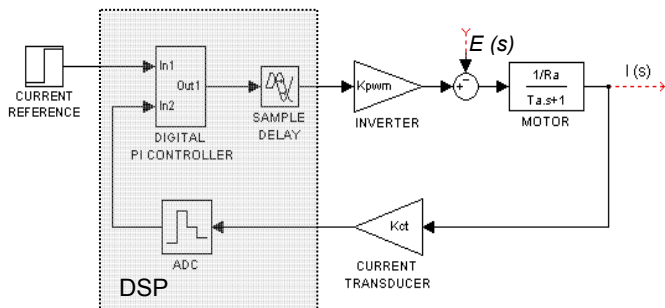 E (s)
In1
In2
Out1
DIGITAL
PI CONTROLLER
SAMPLE
DELAY
Kpwm
INVERTER
+
−
1/Ra
Ta.s+1
MOTOR
I (s)
CURRENT
REFERENCE
ADC
DSP
Kct
CURRENT
TRANSDUCER